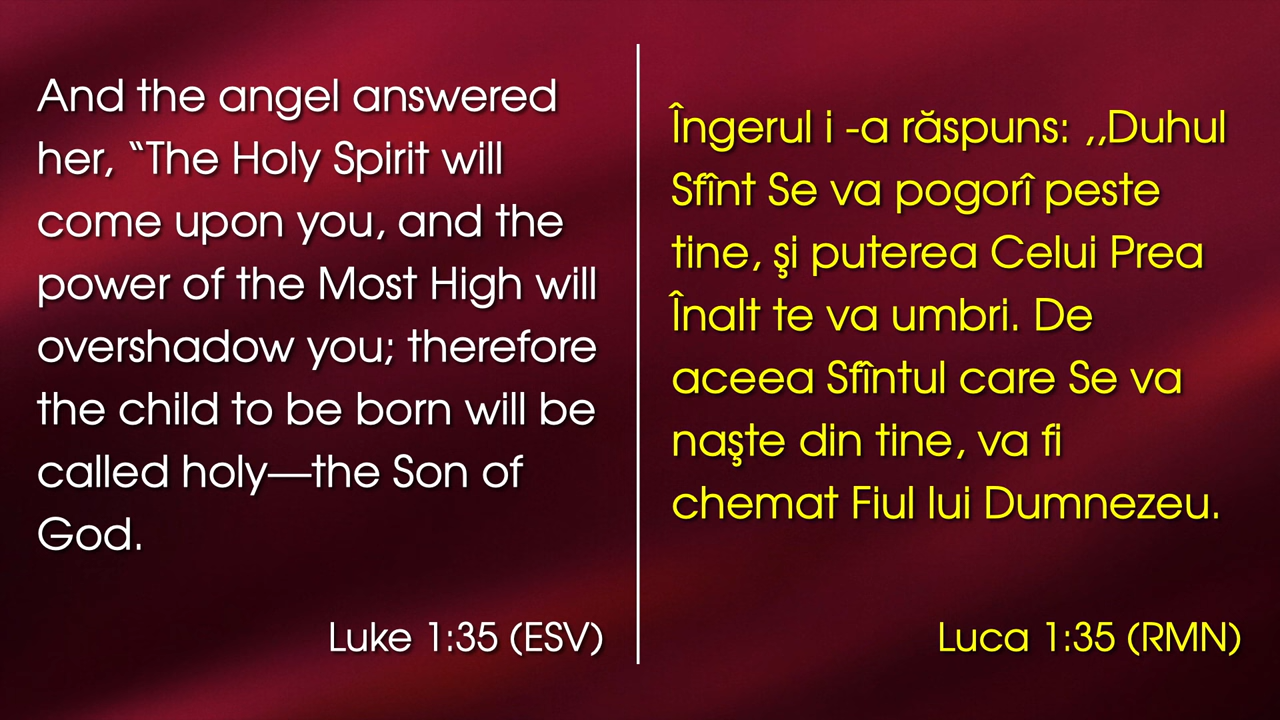 And the angel answered
her, “The Holy Spirit will
come upon you, and the
power of the Most High will
overshadow you; therefore
the child to be born will be
called holy—the Son of
God.
Luke 1:35 (ESV)
Îngerul i -a răspuns: ,,Duhul
Sfînt Se va pogorî peste
tine, şi puterea Celui Prea
Înalt te va umbri. De
aceea Sfîntul care Se va
naşte din tine, va fi
chemat Fiul lui Dumnezeu.
Luca 1:35 (RMN)